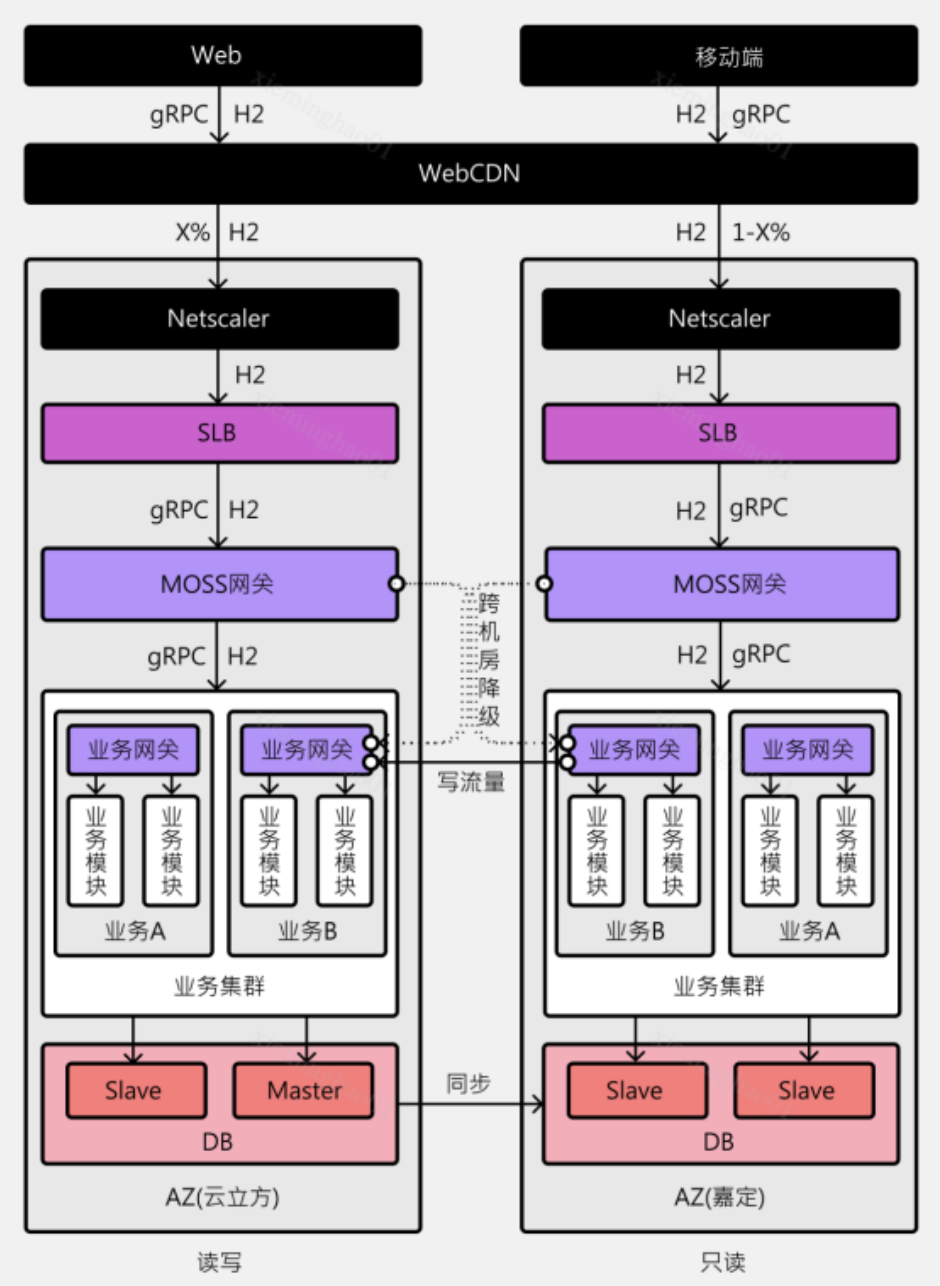 Web
移动端
gRPC H2
H2 gRPC
WebCDN
X% H2
H2 1-X%
Netscaler
Netscaler
H2
H2
SLB
SLB
gRPC H2
H2 gRPC
MOSS网关
MOSS网关
跨机房降级
gRPC H2
H2 gRPC
业务网关
业务网关
业务网关
业务网关
写流量
业务模块
业务模块
业务模块
业务模块
业务模块
业务模块
业务模块
业务模块
业务A
业务B
业务B
业务A
业务集群
业务集群
Slave
Master
同步
Slave
Slave
DB
DB
AZ(云立方)
AZ(嘉定)
读写
只读
xieminghao01
xieminghao01
xieminghao01
xieminghao01